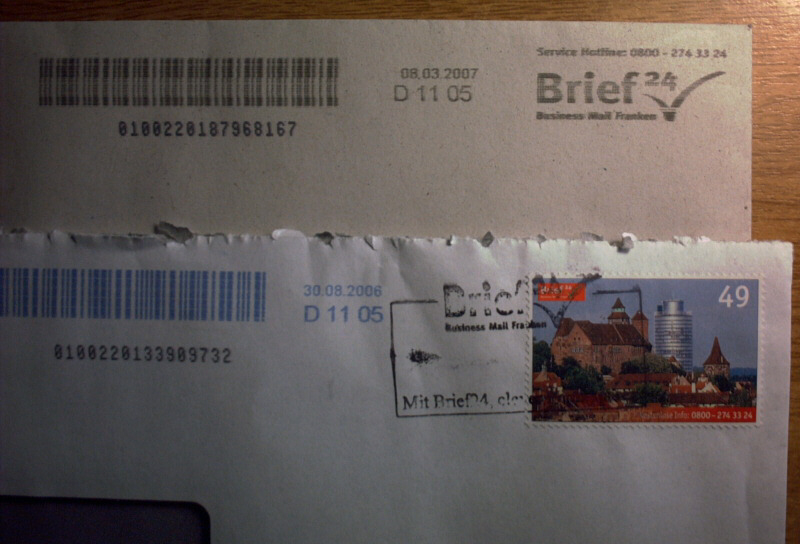 Service Hotline: 0800 - 274 33 24
08.03.2007
D 11 05
Brief24
Business Mail Franken
0100220187968167
30.08.2006
D 11 05
Brief
Business Mail Franken
49
0100220133909732
Mit Brief24,
Info: 0800 - 274 33 24